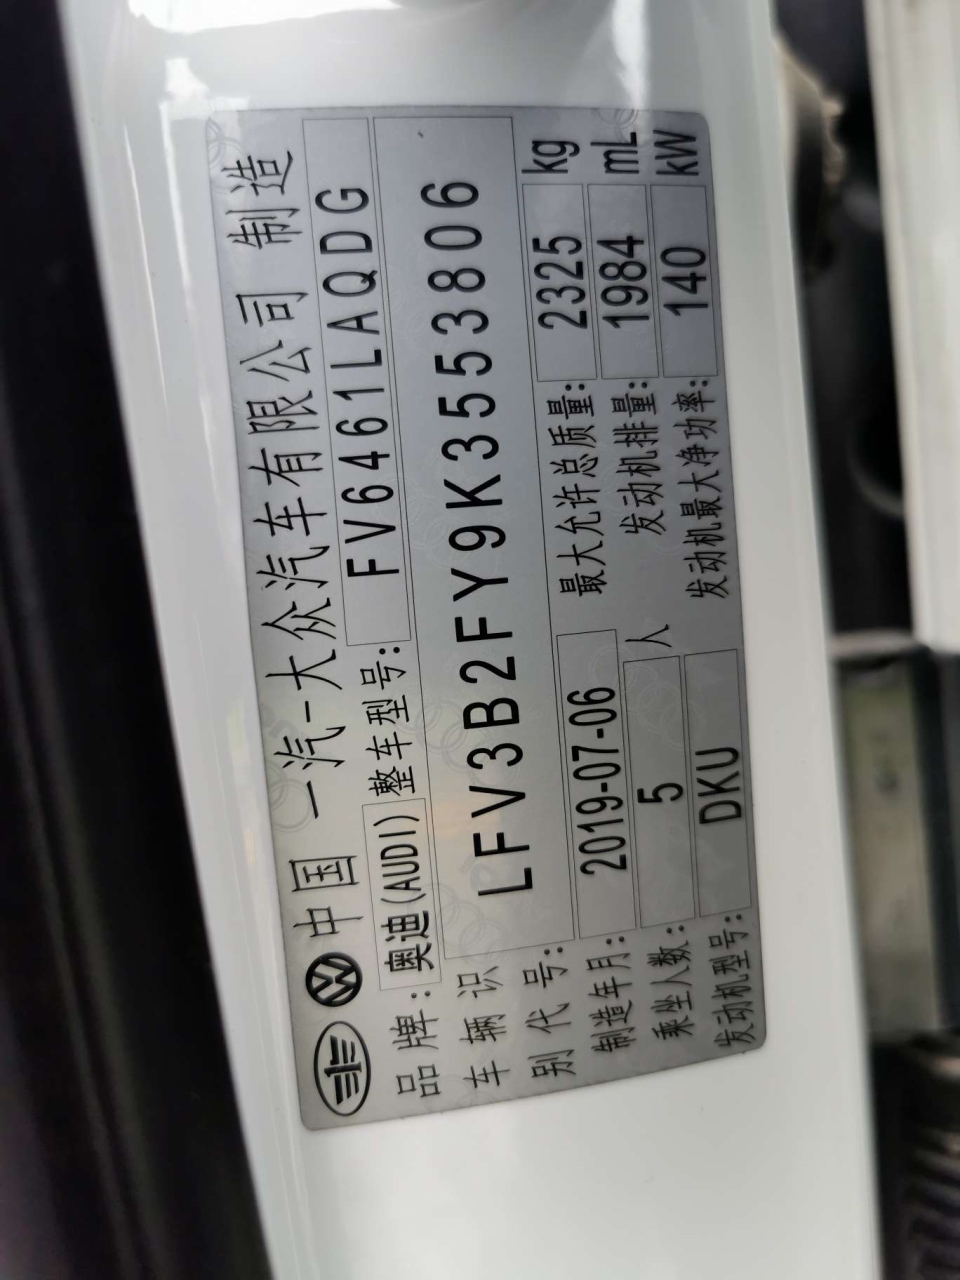 中国 一汽-大众汽车有限公司 制造
品牌: 奥迪(AUDI) 整车型号: FV6461LAQDG
车辆识别代号: LFV3B2FY9K3553806
制造年月: 2019-07-06 最大允许总质量: 2325 kg
乘坐人数: 5 人 发动机排量: 1984 mL
发动机型号: DKU 发动机最大净功率: 140 kW